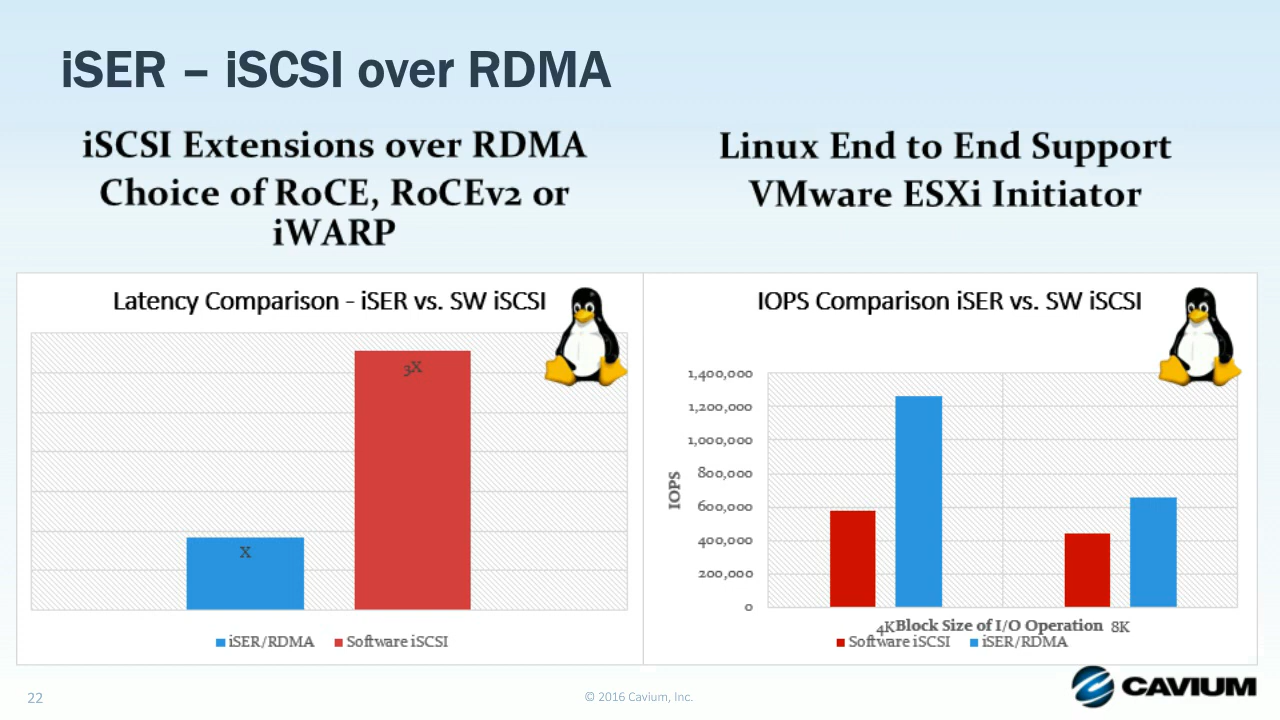 iSER – iSCSI over RDMA
iSCSI Extensions over RDMA
Choice of RoCE, RoCEv2 or
iWARP
Linux End to End Support
VMware ESXi Initiator
Latency Comparison - iSER vs. SW iSCSI
3X
X
iSER/RDMA
Software iSCSI
IOPS Comparison iSER vs. SW iSCSI
1,400,000
1,200,000
1,000,000
800,000
600,000
400,000
200,000
0
IOPS
4K
Block Size of I/O Operation
8K
Software iSCSI
iSER/RDMA
22
© 2016 Cavium, Inc.
CAVIUM